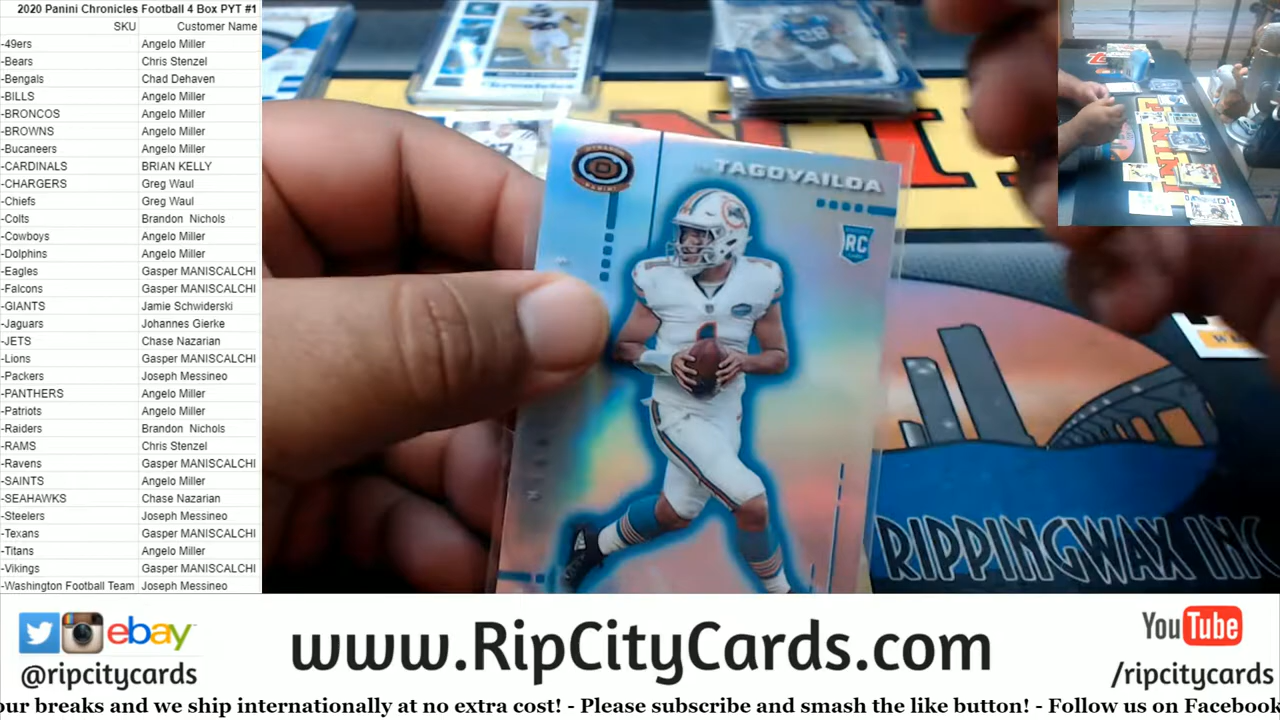 2020 Panini Chronicles Football 4 Box PYT #1
SKU Customer Name
-49ers Angelo Miller
-Bears Chris Stenzel
-Bengals Chad Dehaven
-BILLS Angelo Miller
-BRONCOS Angelo Miller
-BROWNS Angelo Miller
-Bucaneers Angelo Miller
-CARDINALS BRIAN KELLY
-CHARGERS Greg Waul
-Chiefs Greg Waul
-Colts Brandon Nichols
-Cowboys Angelo Miller
-Dolphins Angelo Miller
-Eagles Gasper MANISCALCHI
-Falcons Gasper MANISCALCHI
-GIANTS Jamie Schwiderski
-Jaguars Johannes Gierke
-JETS Chase Nazarian
-Lions Gasper MANISCALCHI
-Packers Joseph Messineo
-PANTHERS Angelo Miller
-Patriots Angelo Miller
-Raiders Brandon Nichols
-RAMS Chris Stenzel
-Ravens Gasper MANISCALCHI
-SAINTS Angelo Miller
-SEAHAWKS Chase Nazarian
-Steelers Joseph Messineo
-Texans Gasper MANISCALCHI
-Titans Angelo Miller
-Vikings Gasper MANISCALCHI
-Washington Football Team Joseph Messineo
TAGOVAILOA
RC
RIPPINGWAX INC
ebay
@ripcitycards
www.RipCityCards.com
YouTube
/ripcitycards
our breaks and we ship internationally at no extra cost! - Please subscribe and smash the like button! - Follow us on Facebook